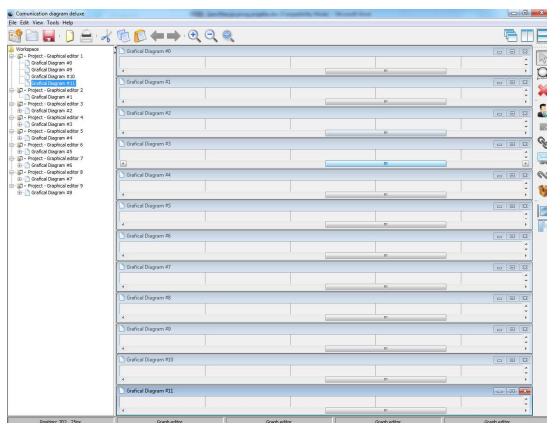 Comunication diagram deluxe
File Edit View Tools Help
Workspace
Project - Graphical editor 1
Grafical Diagram #0
Grafical Diagram #9
Grafical Diagram #10
Grafical Diagram #11
Project - Graphical editor 2
Grafical Diagram #1
Project - Graphical editor 4
Grafical Diagram #2
Project - Graphical editor 4
Grafical Diagram #3
Project - Graphical editor 5
Grafical Diagram #4
Project - Graphical editor 6
Grafical Diagram #5
Project - Graphical editor 7
Grafical Diagram #6
Project - Graphical editor 8
Grafical Diagram #7
Project - Graphical editor 9
Grafical Diagram #8
Grafical Diagram #0
Grafical Diagram #1
Grafical Diagram #2
Grafical Diagram #3
Grafical Diagram #4
Grafical Diagram #5
Grafical Diagram #6
Grafical Diagram #7
Grafical Diagram #8
Grafical Diagram #9
Grafical Diagram #10
Grafical Diagram #11
Graph editor
Graph editor
Graph editor
Graph editor